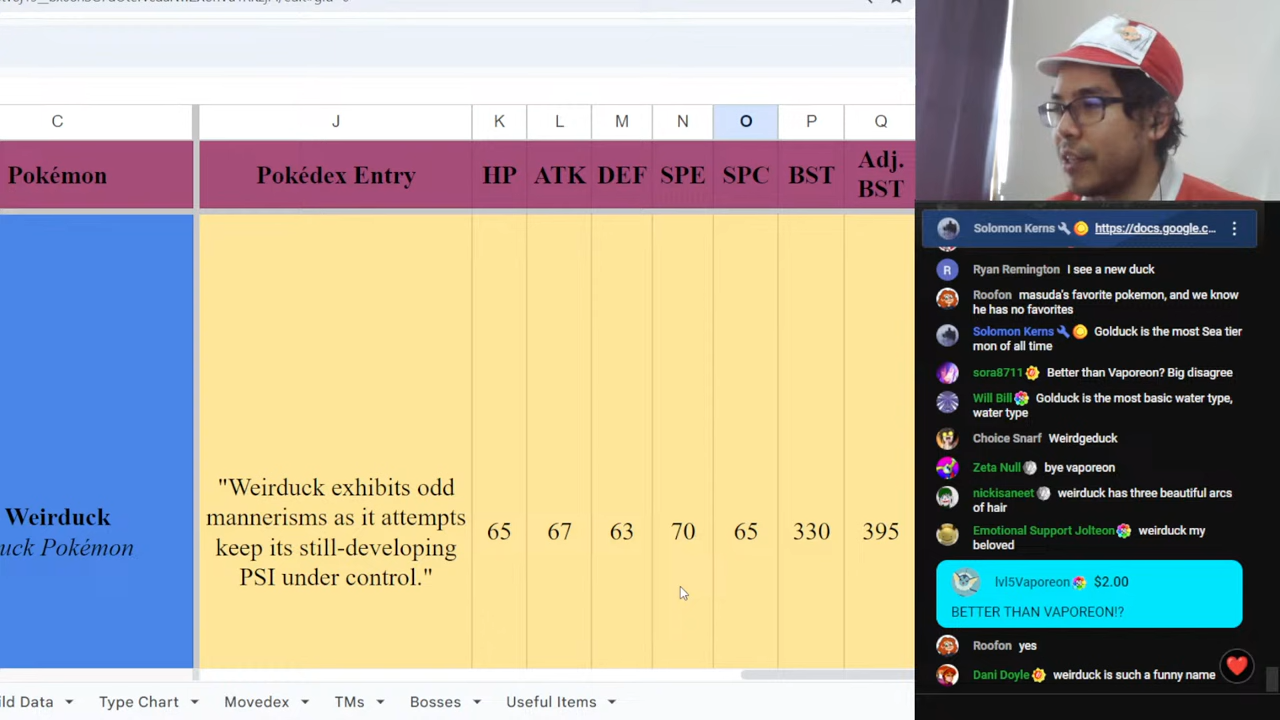 C
J
K
L
M
N
O
P
Q
Pokémon
Pokédex Entry
HP
ATK
DEF
SPE
SPC
BST
Adj.
BST
Weirduck
uck Pokémon
"Weirduck exhibits odd
mannerisms as it attempts
keep its still-developing
PSI under control."
65
67
63
70
65
330
395
ild Data
Type Chart
Movedex
TMs
Bosses
Useful Items
Solomon Kerns https://docs.google.c...
Ryan Remington I see a new duck
Roofon masuda's favorite pokemon, and we know
he has no favorites
Solomon Kerns Golduck is the most Sea tier
mon of all time
sora8711 Better than Vaporeon? Big disagree
Will Bill Golduck is the most basic water type,
water type
Choice Snarf Weirdgeduck
Zeta Null bye vaporeon
nickisaneet weirduck has three beautiful arcs
of hair
Emotional Support Jolteon weirduck my
beloved
lvl5Vaporeon $2.00
BETTER THAN VAPOREON!?
Roofon yes
Dani Doyle weirduck is such a funny name